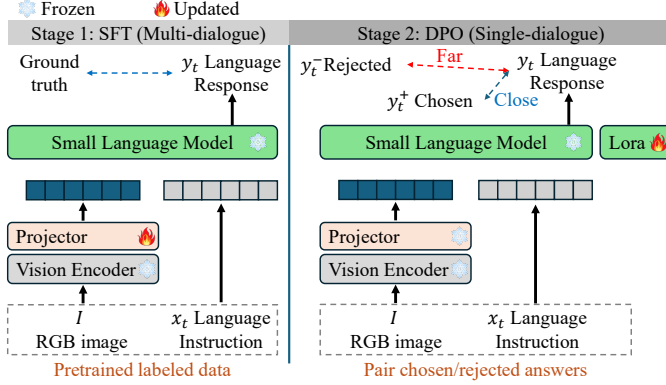 Frozen Updated
Stage 1: SFT (Multi-dialogue)
Ground
truth
y_t Language
Response
Small Language Model
Projector
Vision Encoder
I
RGB image
x_t Language
Instruction
Pretrained labeled data
Stage 2: DPO (Single-dialogue)
y_t^- Rejected
Far
y_t Language
Response
y_t^+ Chosen
Close
Small Language Model
Lora
Projector
Vision Encoder
I
RGB image
x_t Language
Instruction
Pair chosen/rejected answers